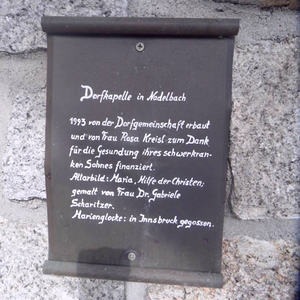 Dorfkapelle in Nadelbach
1993 von der Dorfgemeinschaft erbaut
und von Frau Rosa Kreisl zum Dank
für die Gesundung ihres schwerkran-
ken Sohnes finanziert.
Altarbild: Maria, Hilfe der Christen;
gemalt von Frau Dr. Gabriele
Scharitzer.
Marienglocke: in Innsbruck gegossen.